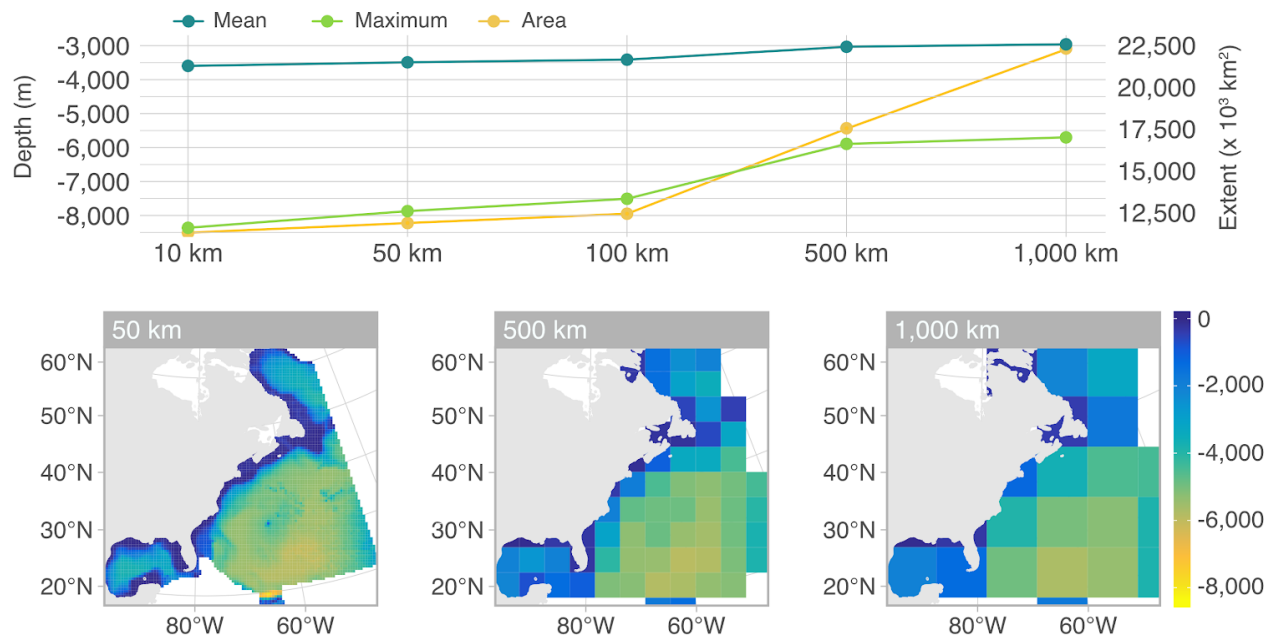 Mean Maximum Area
-3,000
-4,000
-5,000
-6,000
-7,000
-8,000
Depth (m)
22,500
20,000
17,500
15,000
12,500
Extent (x 10³ km²)
10 km 50 km 100 km 500 km 1,000 km
50 km
60°N
50°N
40°N
30°N
20°N
80°W 60°W
500 km
60°N
50°N
40°N
30°N
20°N
80°W 60°W
1,000 km
60°N
50°N
40°N
30°N
20°N
80°W 60°W
0
-2,000
-4,000
-6,000
-8,000